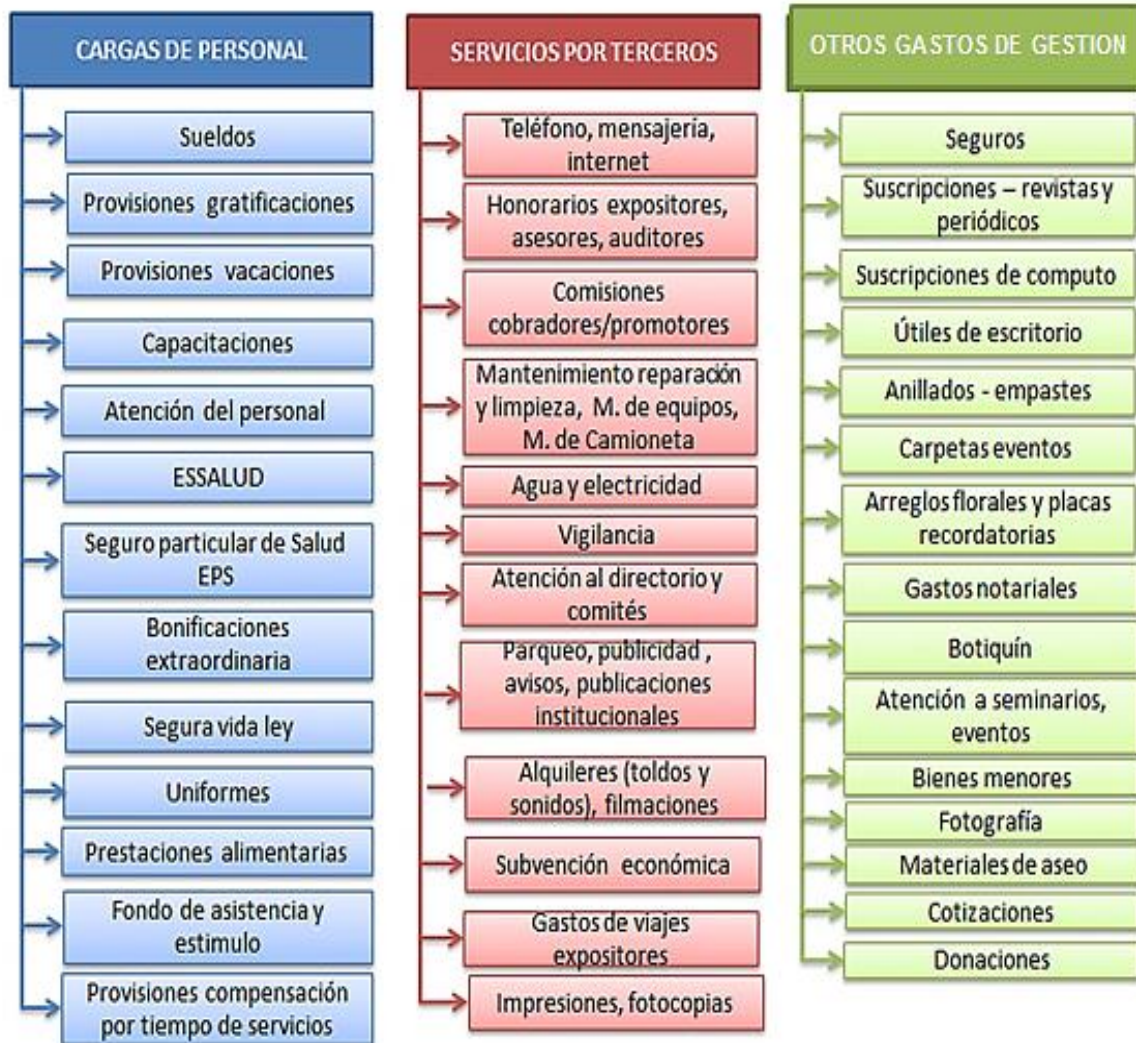 CARGAS DE PERSONAL
Sueldos
Provisiones gratificaciones
Provisiones vacaciones
Capacitaciones
Atención del personal
ESSALUD
Seguro particular de Salud
EPS
Bonificaciones
extraordinaria
Segura vida ley
Uniformes
Prestaciones alimentarias
Fondo de asistencia y
estimulo
Provisiones compensación
por tiempo de servicios
SERVICIOS POR TERCEROS
Teléfono, mensajería,
internet
Honorarios expositores,
asesores, auditores
Comisiones
cobradores/promotores
Mantenimiento reparación
y limpieza, M. de equipos,
M. de Camioneta
Agua y electricidad
Vigilancia
Atención al directorio y
comités
Parqueo, publicidad ,
avisos, publicaciones
institucionales
Alquileres (toldos y
sonidos), filmaciones
Subvención económica
Gastos de viajes
expositores
Impresiones, fotocopias
OTROS GASTOS DE GESTION
Seguros
Suscripciones – revistas y
periódicos
Suscripciones de computo
Útiles de escritorio
Anillados - empastes
Carpetas eventos
Arreglos florales y placas
recordatorias
Gastos notariales
Botiquín
Atención a seminarios,
eventos
Bienes menores
Fotografía
Materiales de aseo
Cotizaciones
Donaciones